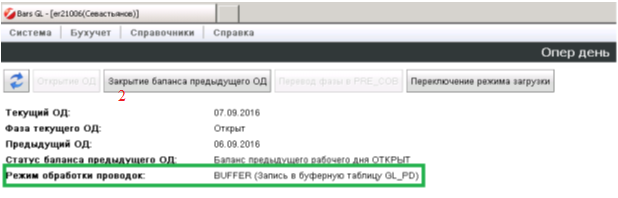 Bars GL - [er21006(Севастьянов)]
Система Бухучет Справочники Справка
Опер день
Открытие ОД Закрытие баланса предыдущего ОД Перевод фазы в PRE_COB Переключение режима загрузки
2
Текущий ОД: 07.09.2016
Фаза текущего ОД: Открыт
Предыдущий ОД: 06.09.2016
Статус баланса предыдущего ОД: Баланс предыдущего рабочего дня ОТКРЫТ
Режим обработки проводок: BUFFER (Запись в буферную таблицу GL_PD)